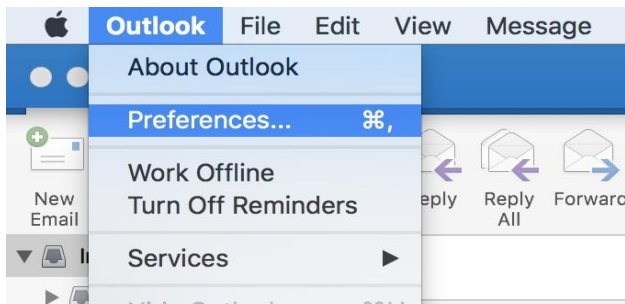 Outlook File Edit View Message
About Outlook
Preferences... ⌘,
Work Offline
Turn Off Reminders
New
Email
eply
Reply
All
Forward
Services